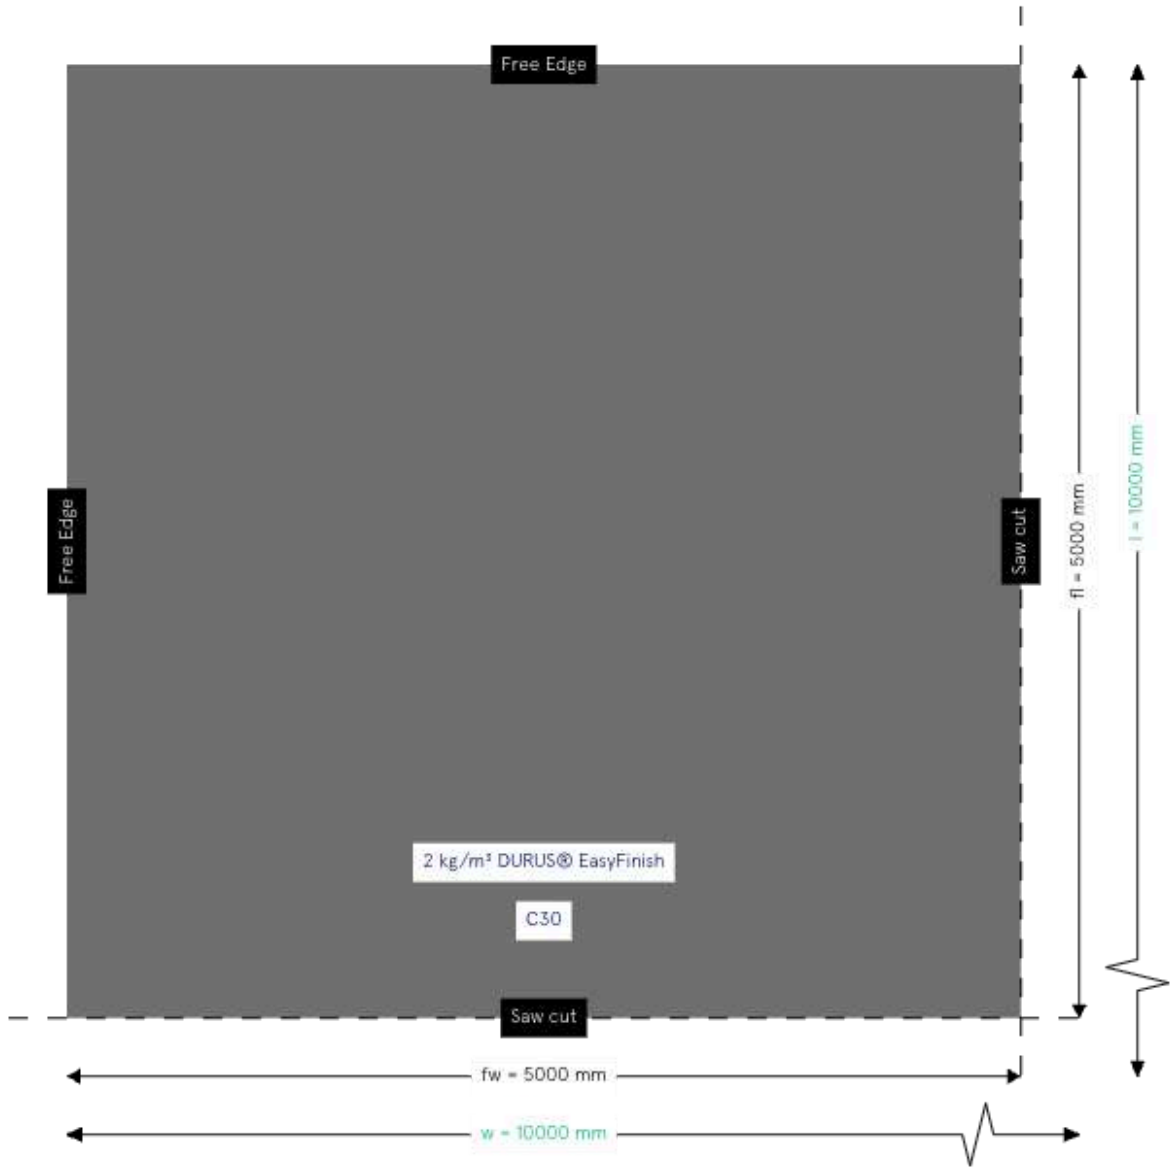 Free Edge
Free Edge
Saw cut
fl = 5000 mm
l = 10000 mm
2 kg/m³ DURUS® EasyFinish
C30
Saw cut
fw = 5000 mm
w = 10000 mm